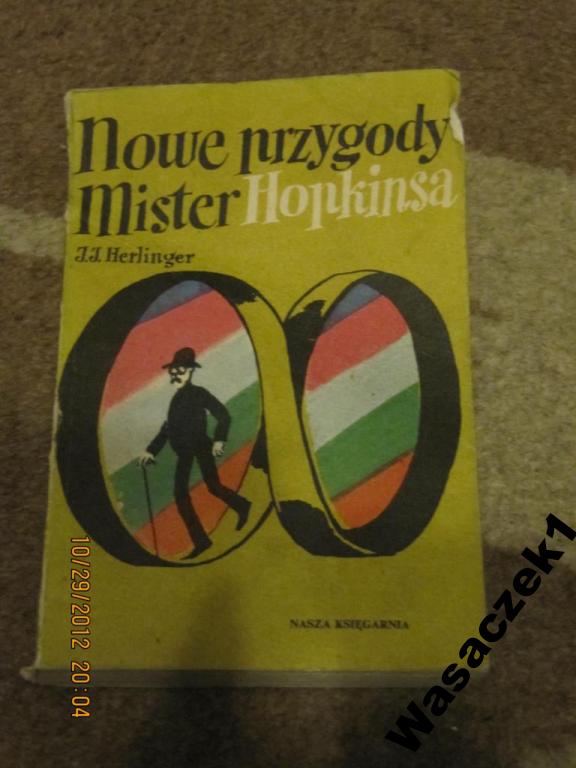 Nowe przygody
Mister Hopkinsa
J.J. Herlinger
NASZA KSIĘGARNIA
10/29/2012 20:04
Wasaczek1